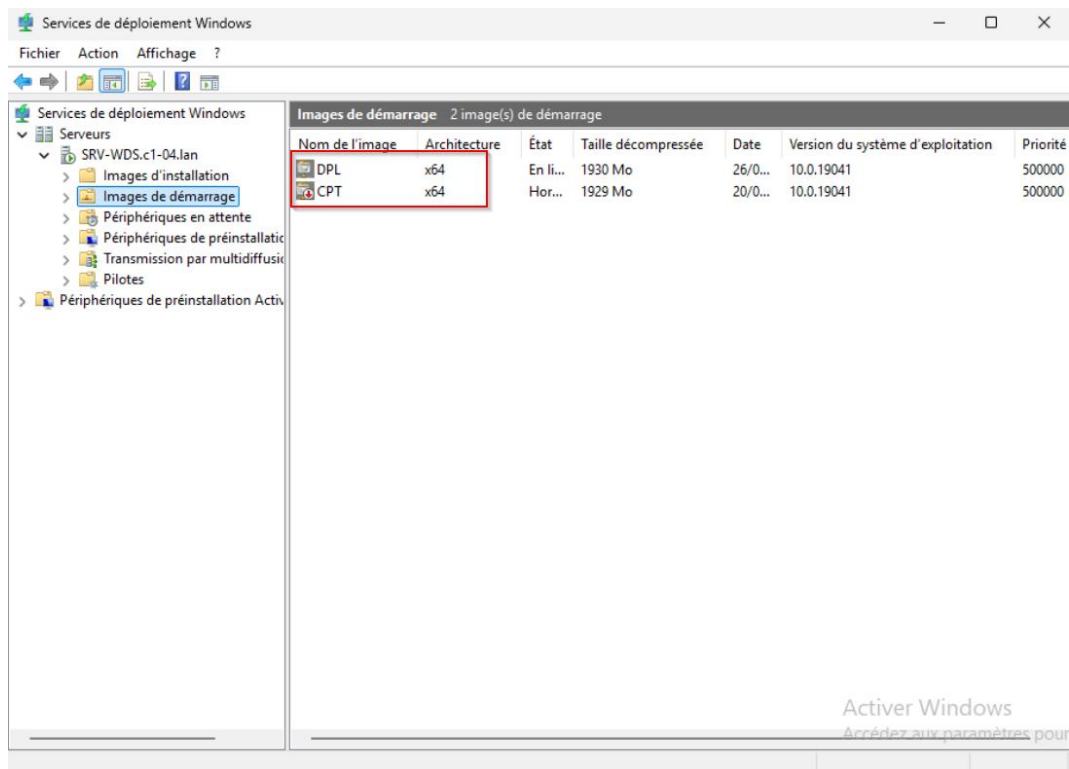 Services de déploiement Windows
Fichier Action Affichage ?
Services de déploiement Windows
Serveurs
SRV-WDS.c1-04.lan
Images d'installation
Images de démarrage
Périphériques en attente
Périphériques de préinstallatic
Transmission par multidiffusic
Pilotes
Périphériques de préinstallation Activ
Images de démarrage 2 image(s) de démarrage
Nom de l'image Architecture État Taille décompressée Date Version du système d'exploitation Priorité
DPL x64 En li... 1930 Mo 26/0... 10.0.19041 500000
CPT x64 Hor... 1929 Mo 20/0... 10.0.19041 500000
Activer Windows
Accédez aux paramètres pour